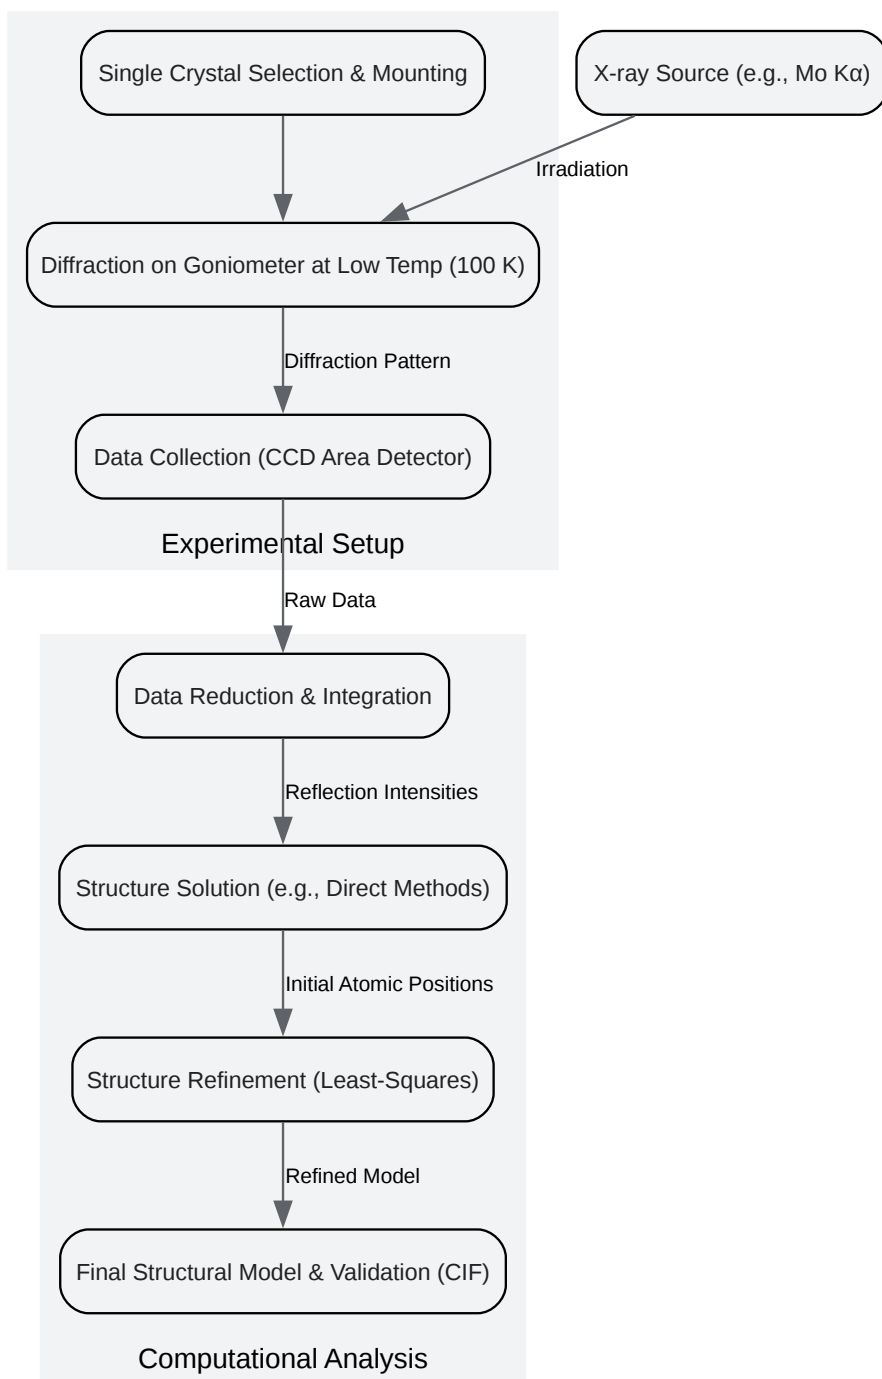 Single Crystal Selection & Mounting
X-ray Source (e.g., Mo Kα)
Irradiation
Diffraction on Goniometer at Low Temp (100 K)
Diffraction Pattern
Data Collection (CCD Area Detector)
Experimental Setup
Raw Data
Data Reduction & Integration
Reflection Intensities
Structure Solution (e.g., Direct Methods)
Initial Atomic Positions
Structure Refinement (Least-Squares)
Refined Model
Final Structural Model & Validation (CIF)
Computational Analysis